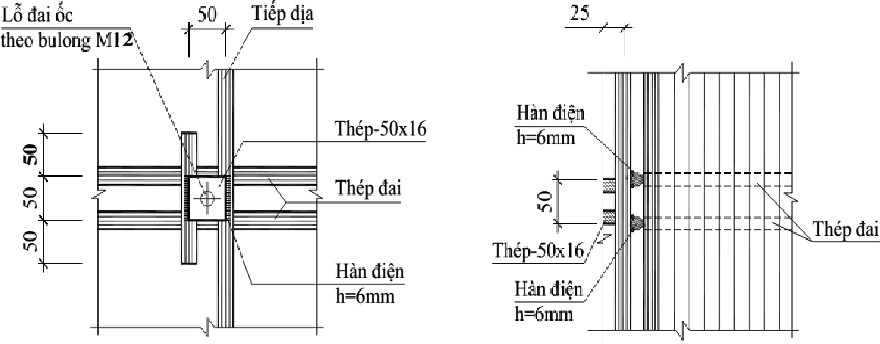 Lỗ đai ốc
theo bulong M12
50
Tiếp dịa
Thép-50x16
Thép đai
Hàn điện
h=6mm
50
50
50
25
Hàn điện
h=6mm
50
Thép-50x16
Hàn điện
h=6mm
Thép đai